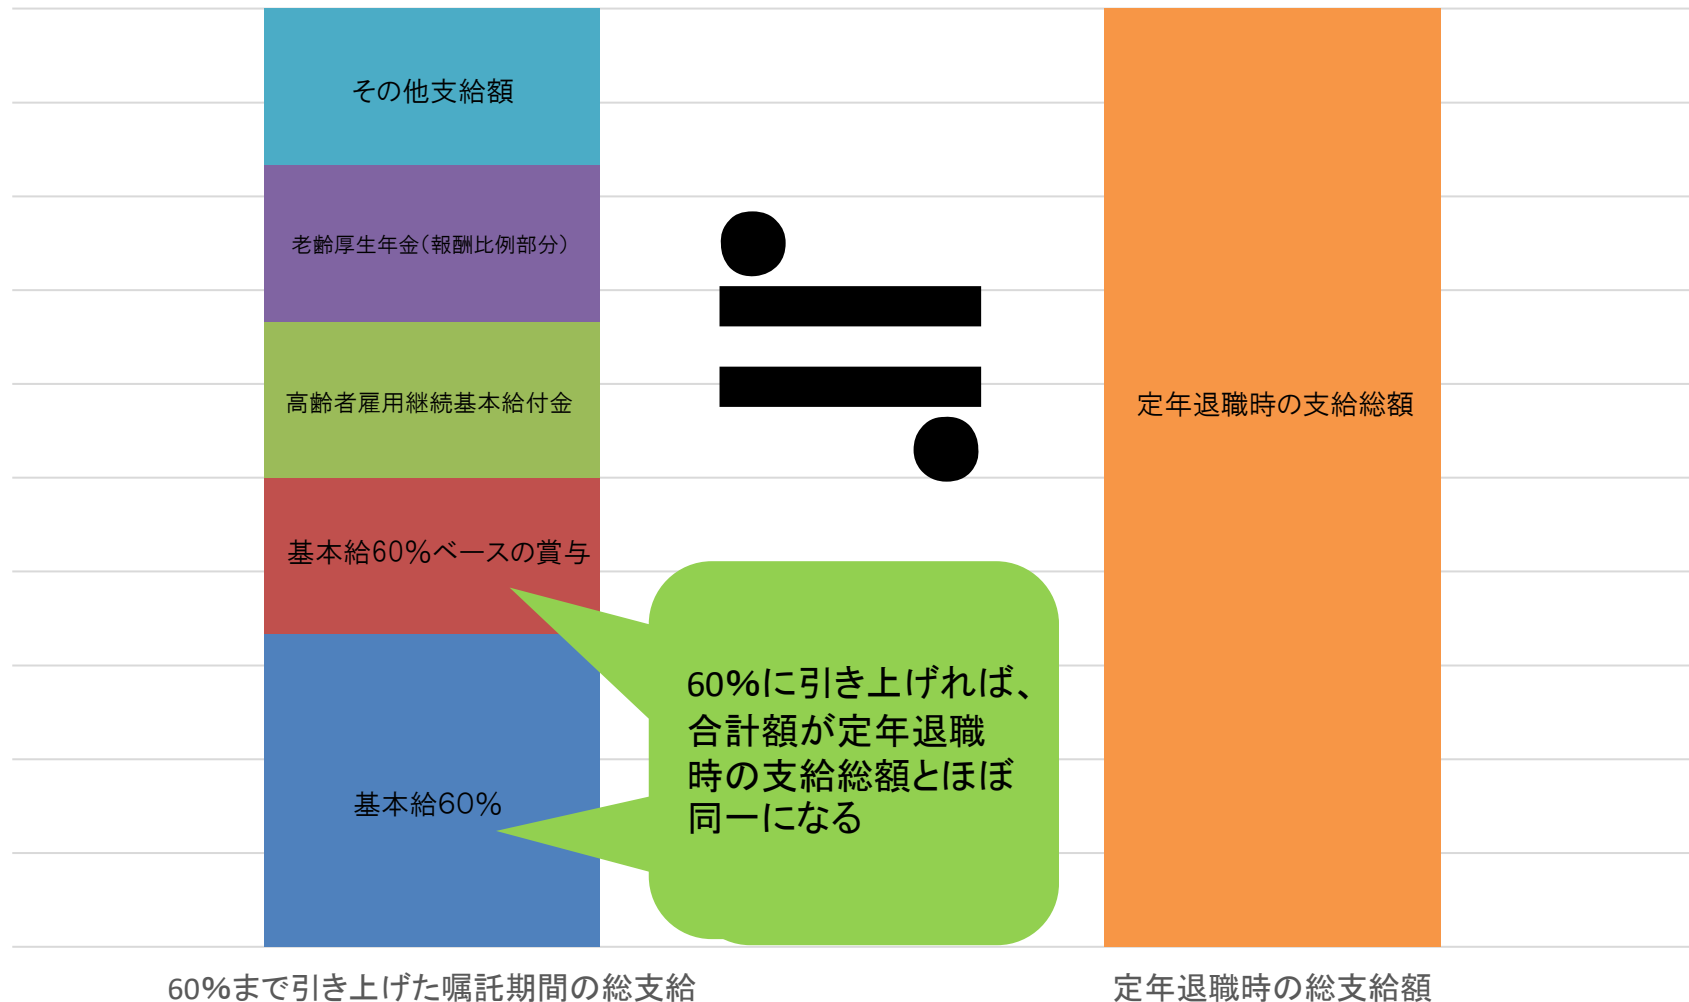 その他支給額
老齢厚生年金（報酬比例部分）
高齢者雇用継続基本給付金
基本給60%ベースの賞与
基本給60%
60%に引き上げれば、
合計額が定年退職
時の支給総額とほぼ
同一になる
≒
定年退職時の支給総額
60%まで引き上げた嘱託期間の総支給
定年退職時の総支給額